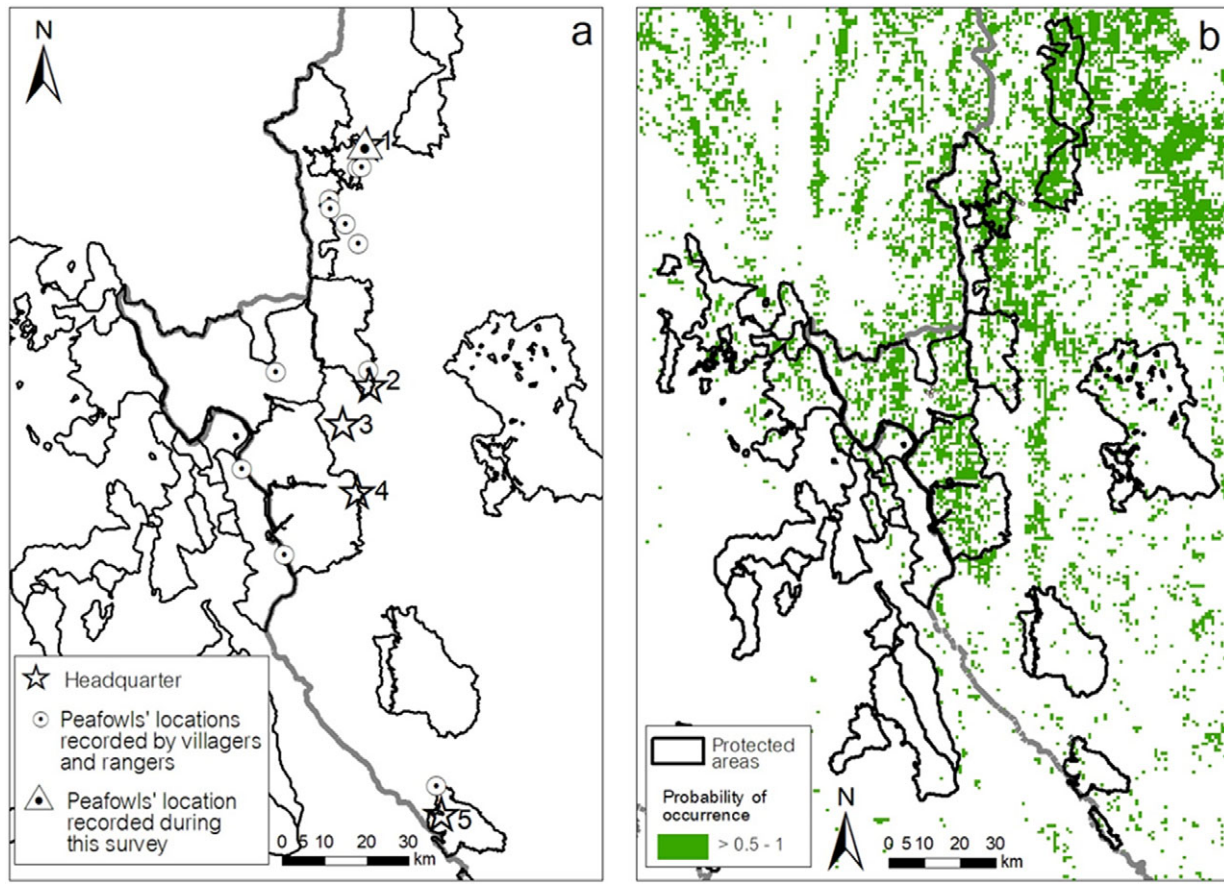 N
a
1
2
3
4
5
Headquarter
Peafowls' locations
recorded by villagers
and rangers
Peafowls' location
recorded during
this survey
0 5 10 20 30
km
b
Protected
areas
Probability of
occurrence
> 0.5 - 1
N
0 5 10 20 30
km